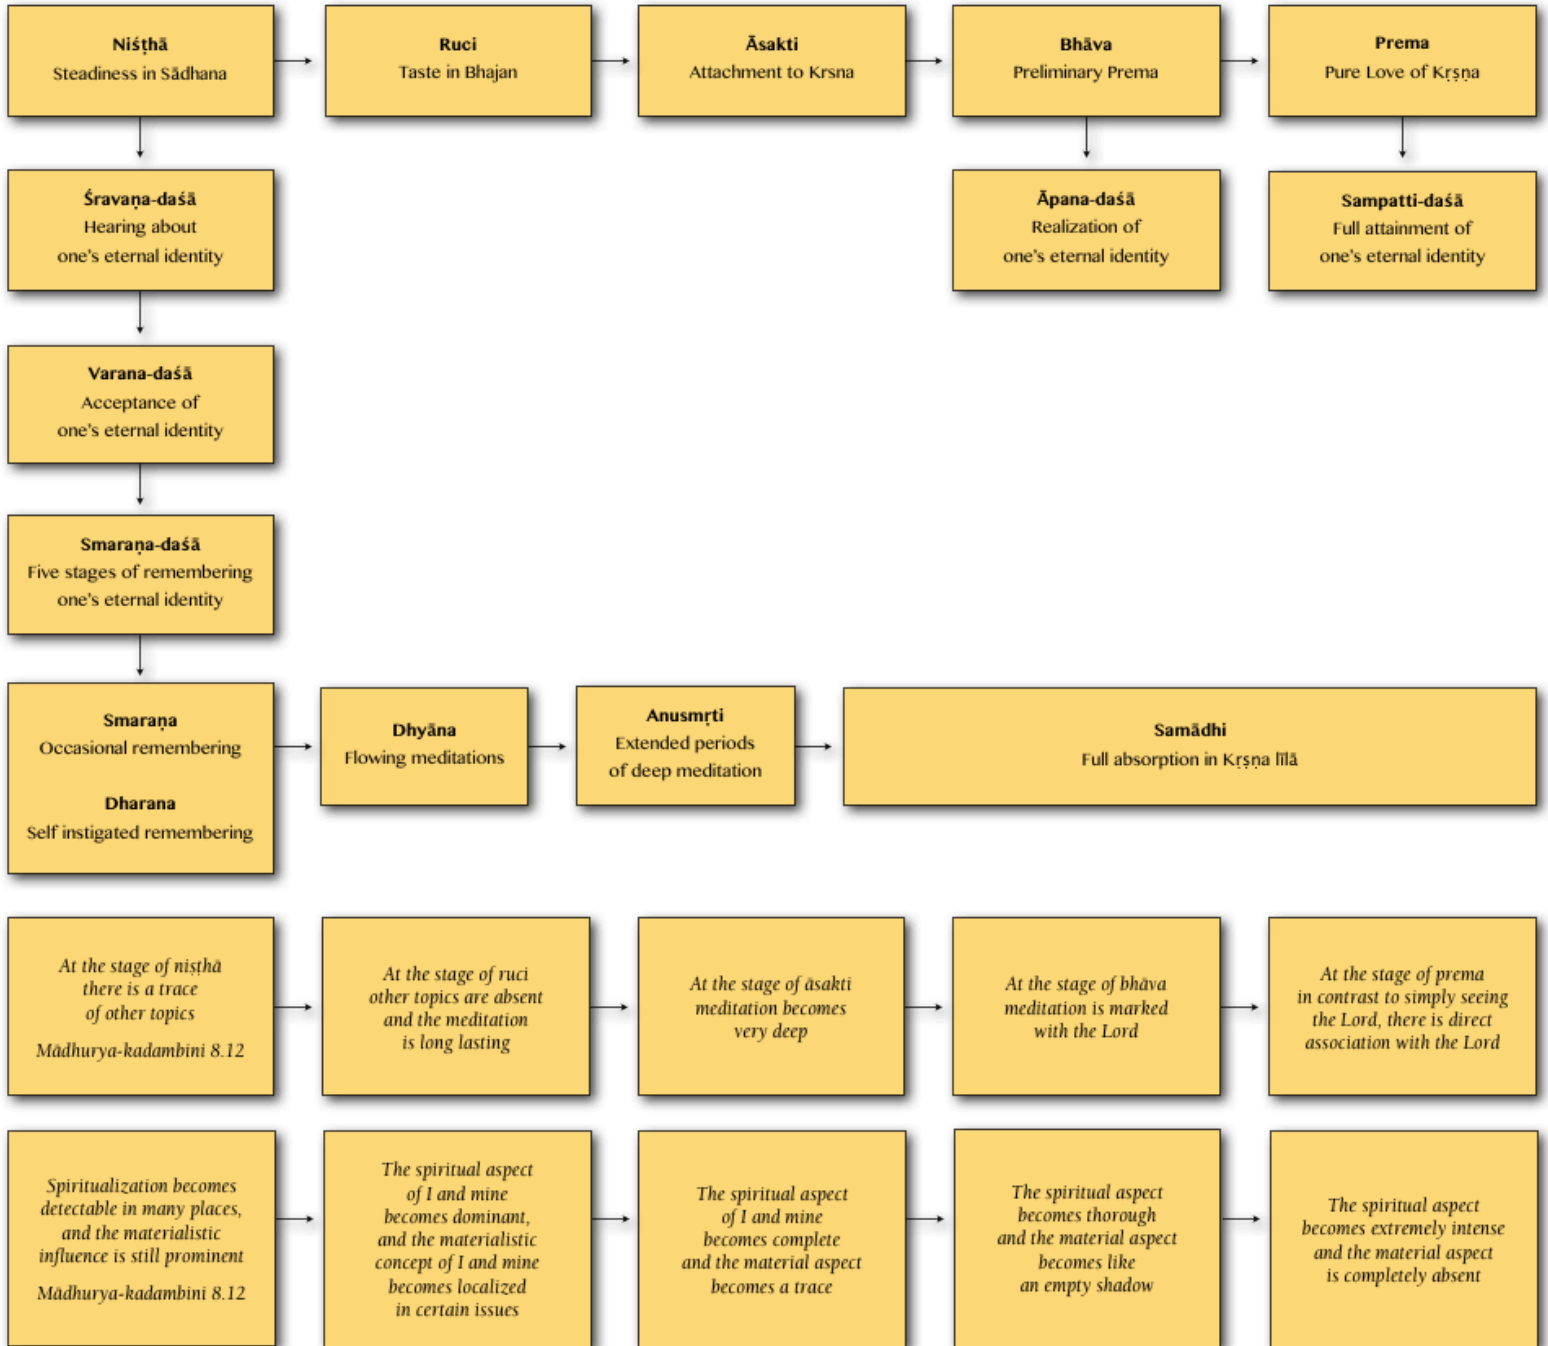 Niśṭhā
Steadiness in Sādhana
Ruci
Taste in Bhajan
Āsakti
Attachment to Krsna
Bhāva
Preliminary Prema
Prema
Pure Love of Kṛṣṇa
Śravaṇa-daśā
Hearing about
one's eternal identity
Āpana-daśā
Realization of
one's eternal identity
Sampatti-daśā
Full attainment of
one's eternal identity
Varana-daśā
Acceptance of
one's eternal identity
Smaraṇa-daśā
Five stages of remembering
one's eternal identity
Smaraṇa
Occasional remembering
Dharana
Self instigated remembering
Dhyāna
Flowing meditations
Anusmṛti
Extended periods
of deep meditation
Samādhi
Full absorption in Kṛṣṇa līlā
At the stage of niṣṭhā
there is a trace
of other topics
Mādhurya-kadambini 8.12
At the stage of ruci
other topics are absent
and the meditation
is long lasting
At the stage of āsakti
meditation becomes
very deep
At the stage of bhāva
meditation is marked
with the Lord
At the stage of prema
in contrast to simply seeing
the Lord, there is direct
association with the Lord
Spiritualization becomes
detectable in many places,
and the materialistic
influence is still prominent
Mādhurya-kadambini 8.12
The spiritual aspect
of I and mine
becomes dominant,
and the materialistic
concept of I and mine
becomes localized
in certain issues
The spiritual aspect
of I and mine
becomes complete
and the material aspect
becomes a trace
The spiritual aspect
becomes thorough
and the material aspect
becomes like
an empty shadow
The spiritual aspect
becomes extremely intense
and the material aspect
is completely absent